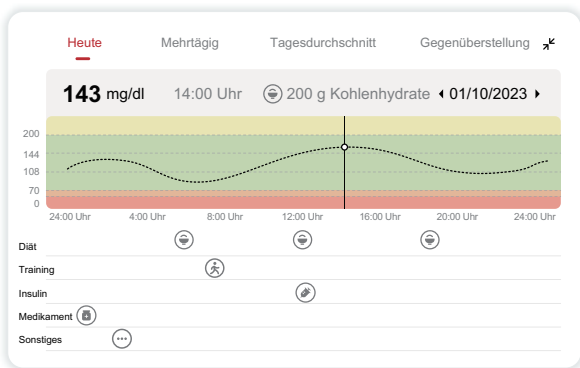 Heute Mehrtägig Tagesdurchschnitt Gegenüberstellung
143 mg/dl 14:00 Uhr 200 g Kohlenhydrate 01/10/2023
200
144
108
70
0
24:00 Uhr 4:00 Uhr 8:00 Uhr 12:00 Uhr 16:00 Uhr 20:00 Uhr 24:00 Uhr
Diät
Training
Insulin
Medikament
Sonstiges